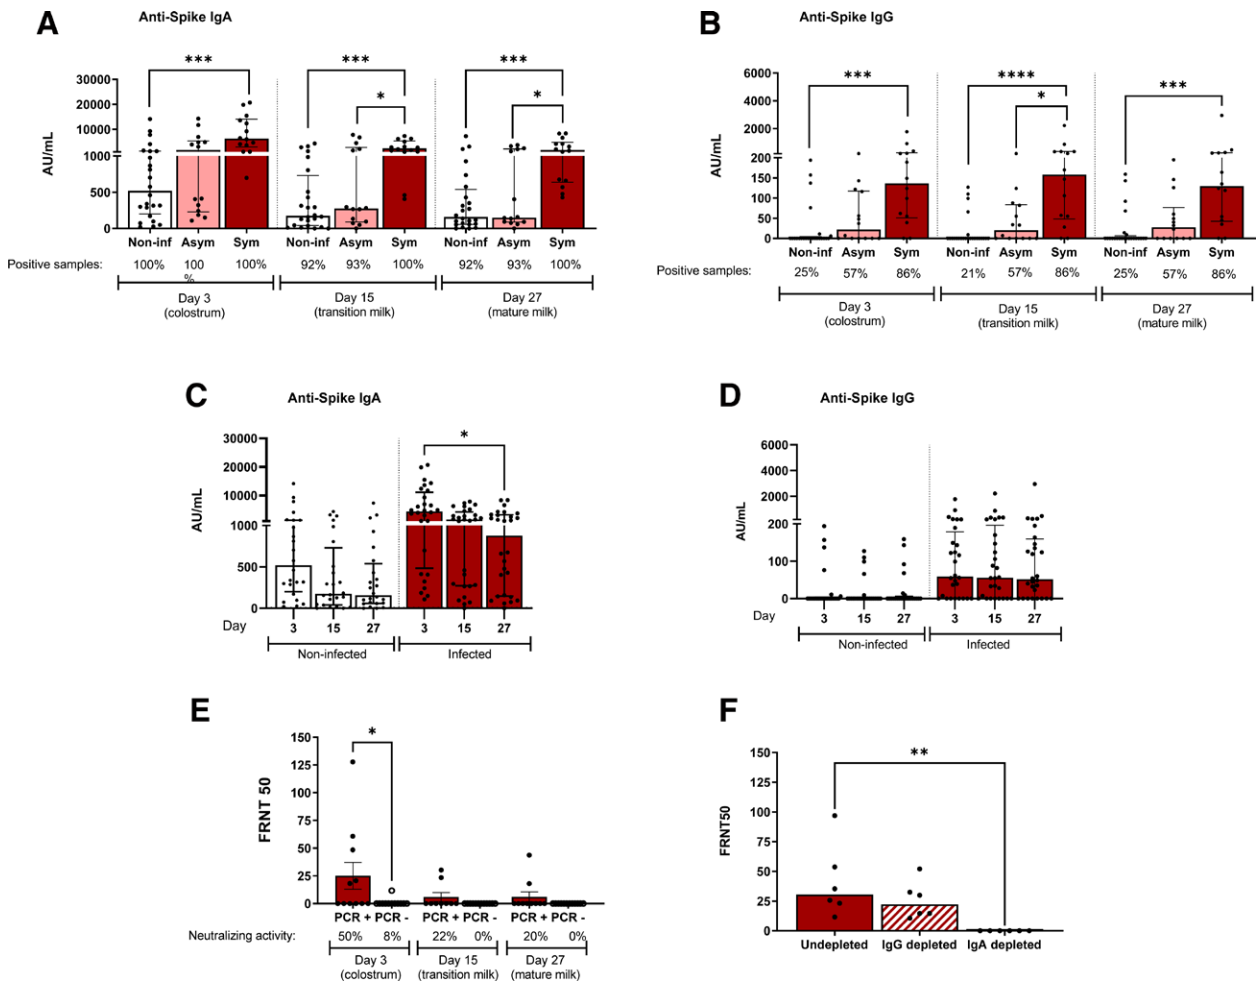 A
Anti-Spike IgA
***
***
*
***
*
AU/mL
30000
20000
10000
1000
500
0
Non-inf Asym Sym Non-inf Asym Sym Non-inf Asym Sym
Positive samples: 100% 100 % 100% 92% 93% 100% 92% 93% 100%
Day 3 (colostrum)
Day 15 (transition milk)
Day 27 (mature milk)
B
Anti-Spike IgG
***
****
*
***
AU/mL
6000
4000
2000
200
150
100
50
0
Non-inf Asym Sym Non-inf Asym Sym Non-inf Asym Sym
Positive samples: 25% 57% 86% 21% 57% 86% 25% 57% 86%
Day 3 (colostrum)
Day 15 (transition milk)
Day 27 (mature milk)
C
Anti-Spike IgA
*
AU/mL
30000
20000
10000
1000
500
0
Day 3 15 27 3 15 27
Non-infected Infected
D
Anti-Spike IgG
AU/mL
6000
4000
2000
200
100
0
Day 3 15 27 3 15 27
Non-infected Infected
E
*
FRNT 50
150
125
100
75
50
25
0
PCR + PCR - PCR + PCR - PCR + PCR -
Neutralizing activity: 50% 8% 22% 0% 20% 0%
Day 3 (colostrum)
Day 15 (transition milk)
Day 27 (mature milk)
F
**
FRNT50
150
125
100
75
50
25
0
Undepleted IgG depleted IgA depleted